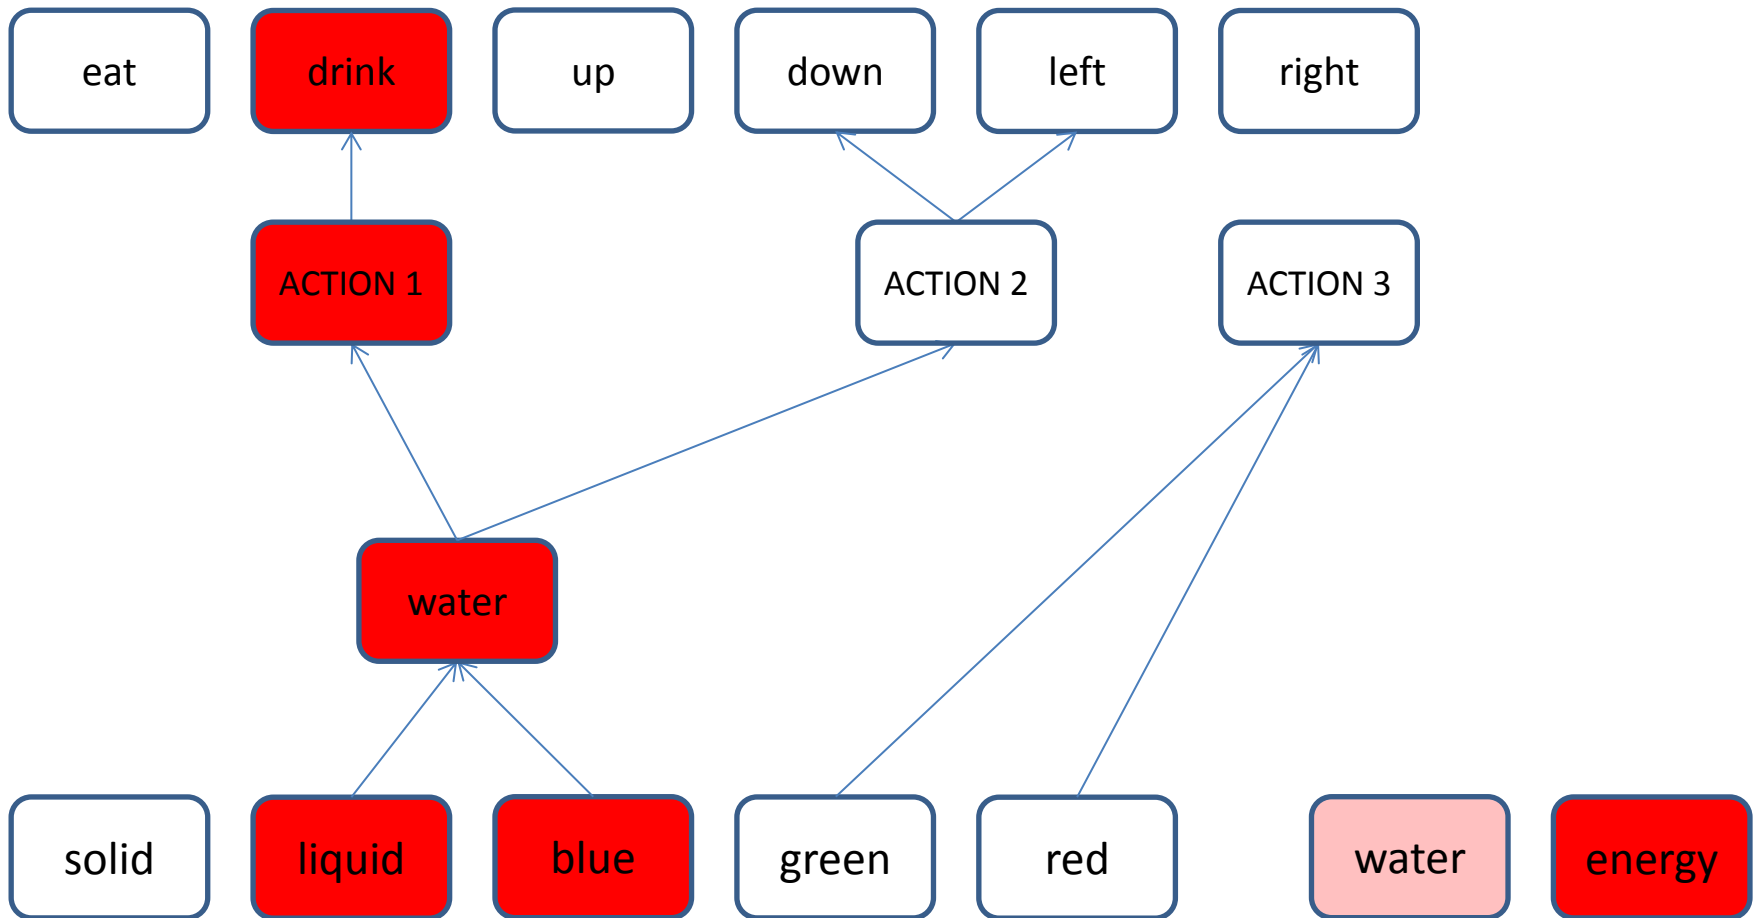 eat
drink
up
down
left
right
ACTION 1
ACTION 2
ACTION 3
water
solid
liquid
blue
green
red
water
energy